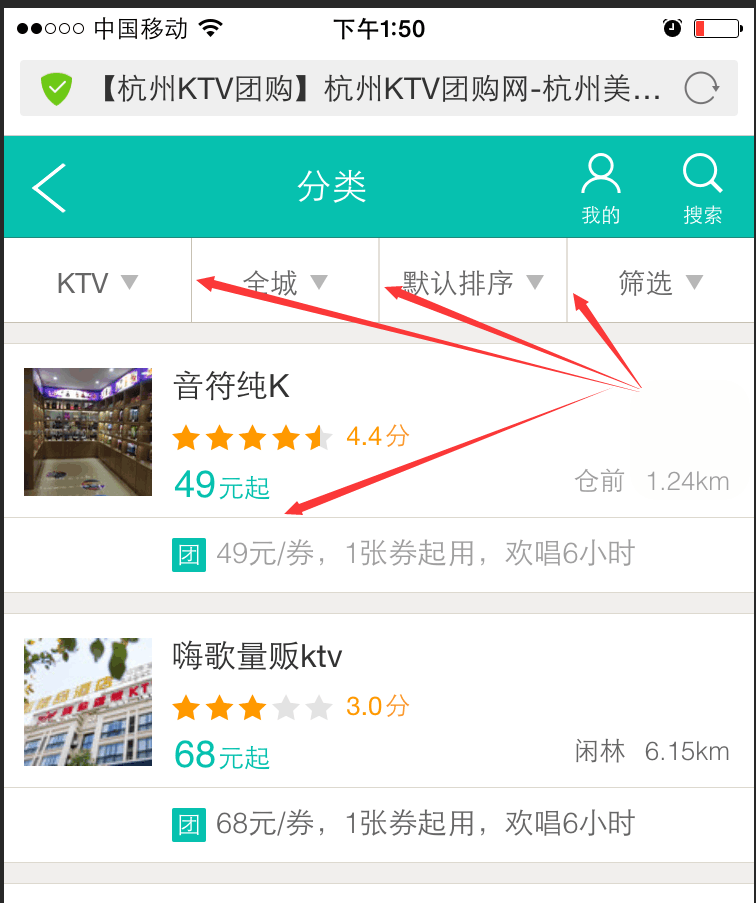 中国移动 下午1:50
【杭州KTV团购】杭州KTV团购网-杭州美...
分类 我的 搜索
KTV 全城 默认排序 筛选
音符纯K
4.4分
49元起 仓前 1.24km
团 49元/券，1张券起用，欢唱6小时
嗨歌量贩ktv
3.0分
68元起 闲林 6.15km
团 68元/券，1张券起用，欢唱6小时